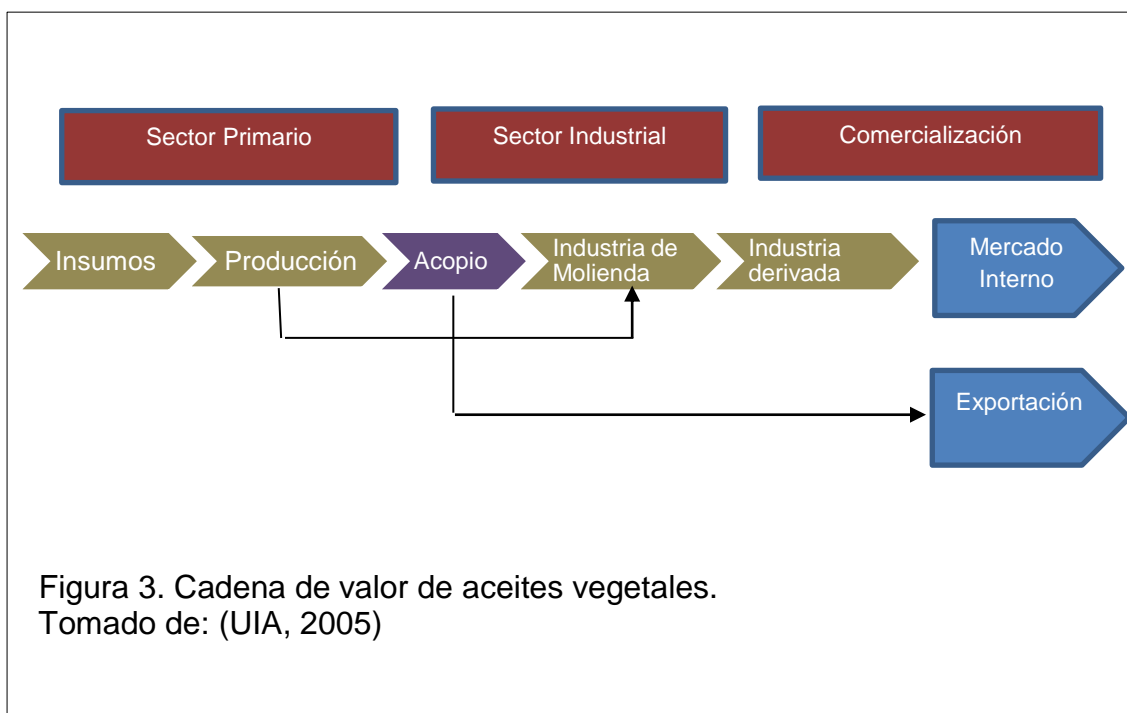 Sector Primario
Sector Industrial
Comercialización
Insumos
Producción
Acopio
Industria de
Molienda
Industria
derivada
Mercado
Interno
Exportación
Figura 3. Cadena de valor de aceites vegetales.
Tomado de: (UIA, 2005)